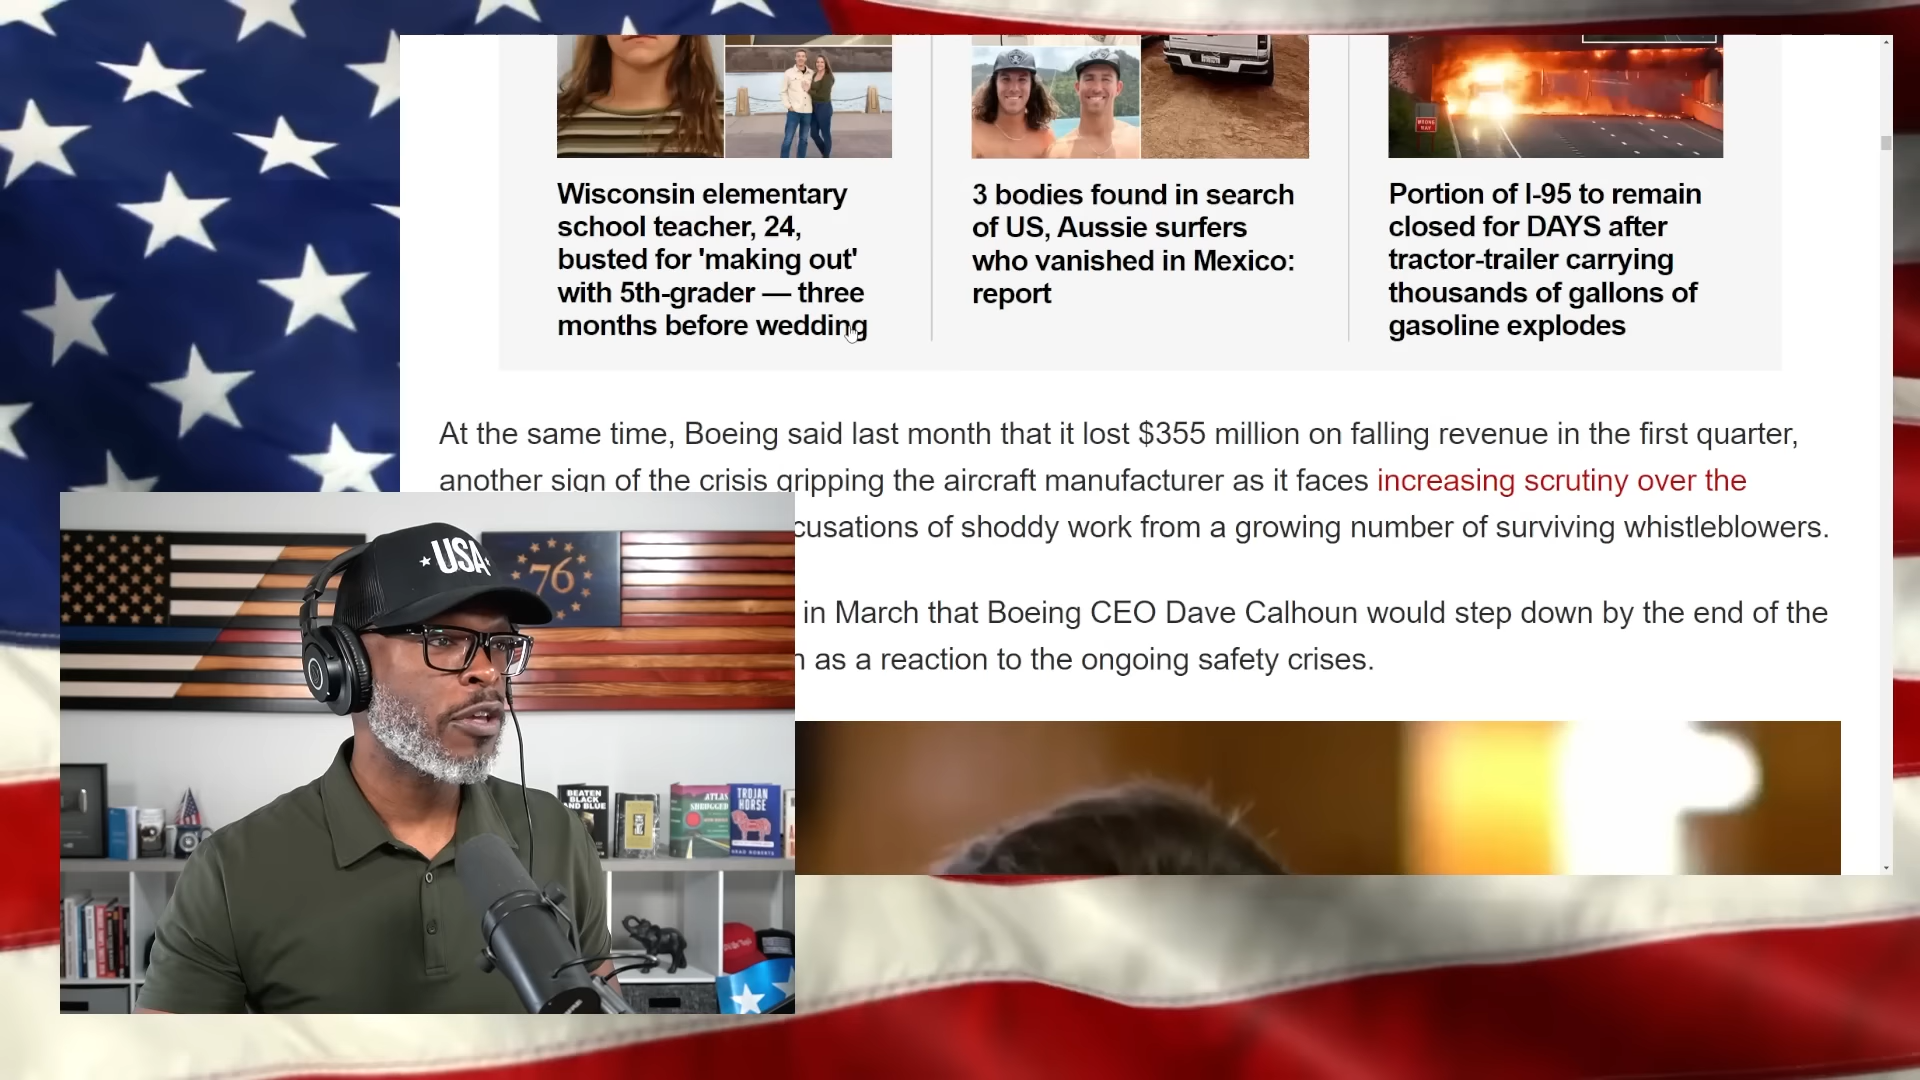 Wisconsin elementary
school teacher, 24,
busted for 'making out'
with 5th-grader — three
months before wedding
3 bodies found in search
of US, Aussie surfers
who vanished in Mexico:
report
Portion of I-95 to remain
closed for DAYS after
tractor-trailer carrying
thousands of gallons of
gasoline explodes
WRONG
WAY
At the same time, Boeing said last month that it lost $355 million on falling revenue in the first quarter,
another sign of the crisis gripping the aircraft manufacturer as it faces increasing scrutiny over the
cusations of shoddy work from a growing number of surviving whistleblowers.
in March that Boeing CEO Dave Calhoun would step down by the end of the
as a reaction to the ongoing safety crises.
USA
76
BEATEN
BLACK
AND BLUE
ATLAS
SHRUGGED
TROJAN
HORSE